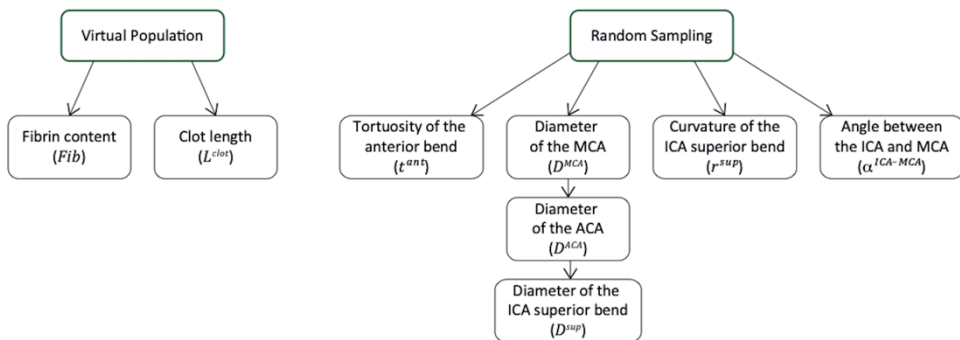 Virtual Population
Random Sampling
Fibrin content
(Fib)
Clot length
(L^clot)
Tortuosity of the
anterior bend
(t^ant)
Diameter
of the MCA
(D^MCA)
Curvature of the
ICA superior bend
(r^sup)
Angle between
the ICA and MCA
(α^ICA-MCA)
Diameter
of the ACA
(D^ACA)
Diameter of the
ICA superior bend
(D^sup)